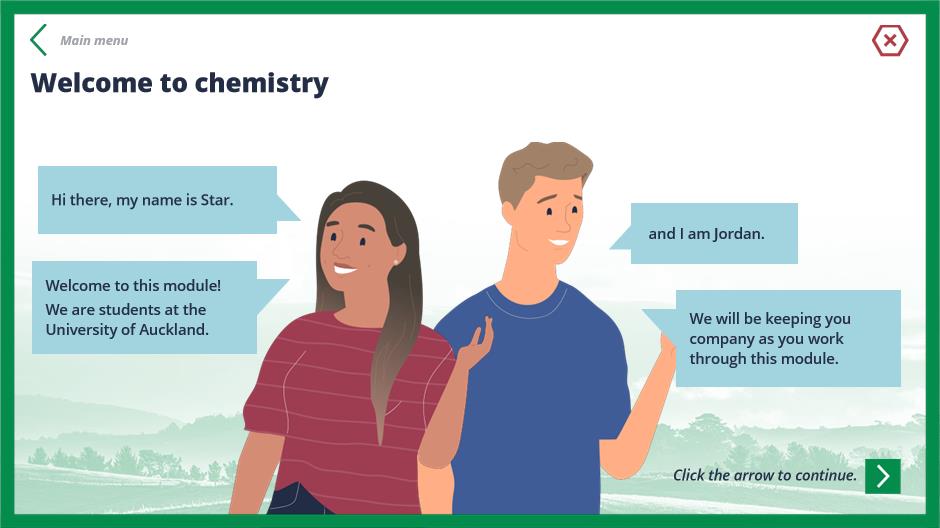 Main menu
Welcome to chemistry
Hi there, my name is Star.
and I am Jordan.
Welcome to this module!
We are students at the
University of Auckland.
We will be keeping you
company as you work
through this module.
Click the arrow to continue.